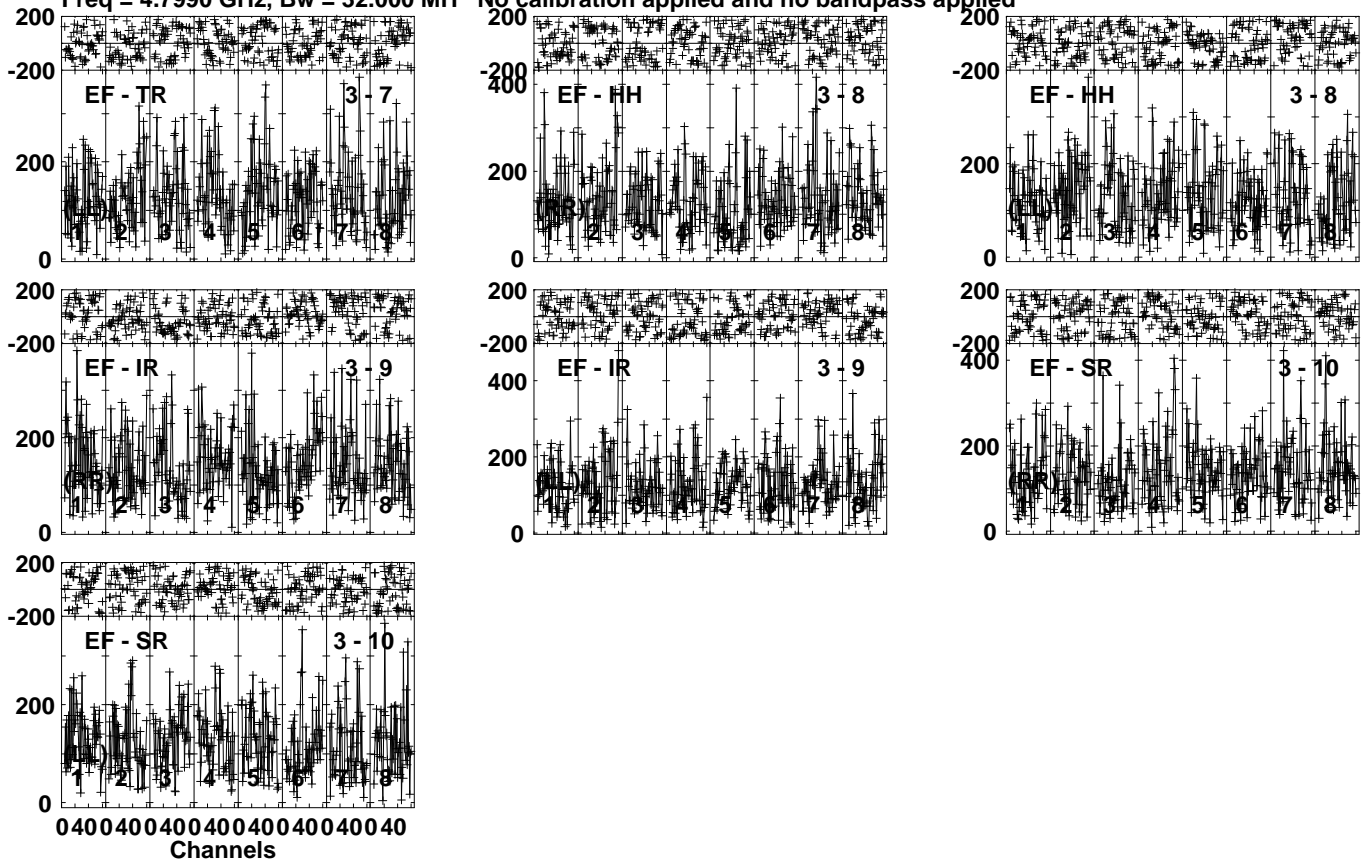 Freq = 4.7990 GHz, Bw = 32.000 MH No calibration applied and no bandpass applied
200
-200
EF - TR 3 - 7
200
(LL)
1 2 3 4 5 6 7 8
0
200
-200
400
EF - HH 3 - 8
200
(RR)
1 2 3 4 5 6 7 8
0
200
-200
EF - HH 3 - 8
200
(LL)
1 2 3 4 5 6 7 8
0
200
-200
EF - IR 3 - 9
200
(RR)
1 2 3 4 5 6 7 8
0
200
-200
EF - IR 3 - 9
400
200
(LL)
1 2 3 4 5 6 7 8
0
200
-200
400
EF - SR 3 - 10
200
(RR)
1 2 3 4 5 6 7 8
0
200
-200
EF - SR 3 - 10
200
(LL)
1 2 3 4 5 6 7 8
0
0 40 0 40 0 40 0 40 0 40 0 40 0 40 0 40
Channels